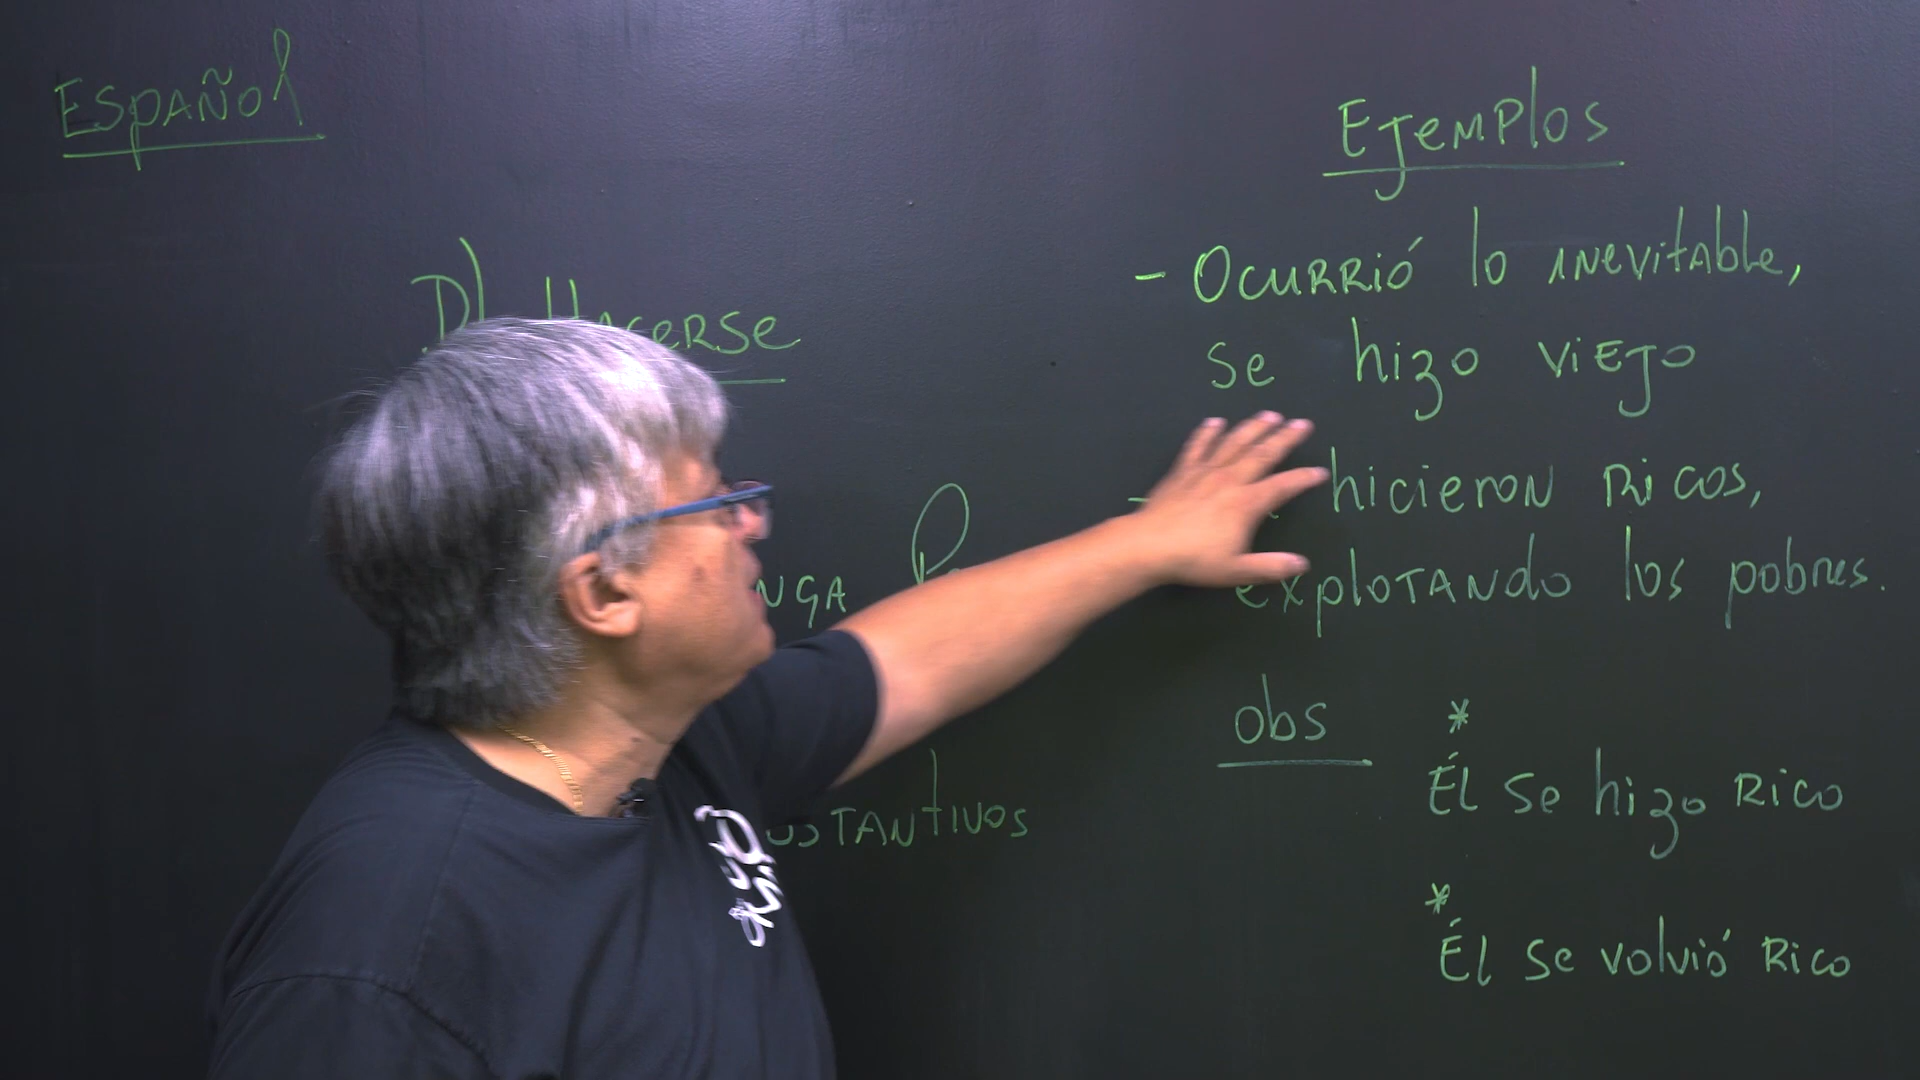 Español
D) Hacerse
Ejemplos
- Ocurrió lo inevitable,
se hizo viejo
- hicieron Ricos,
explotando los pobres.
obs
* Él se hizo Rico
* Él se volvió Rico